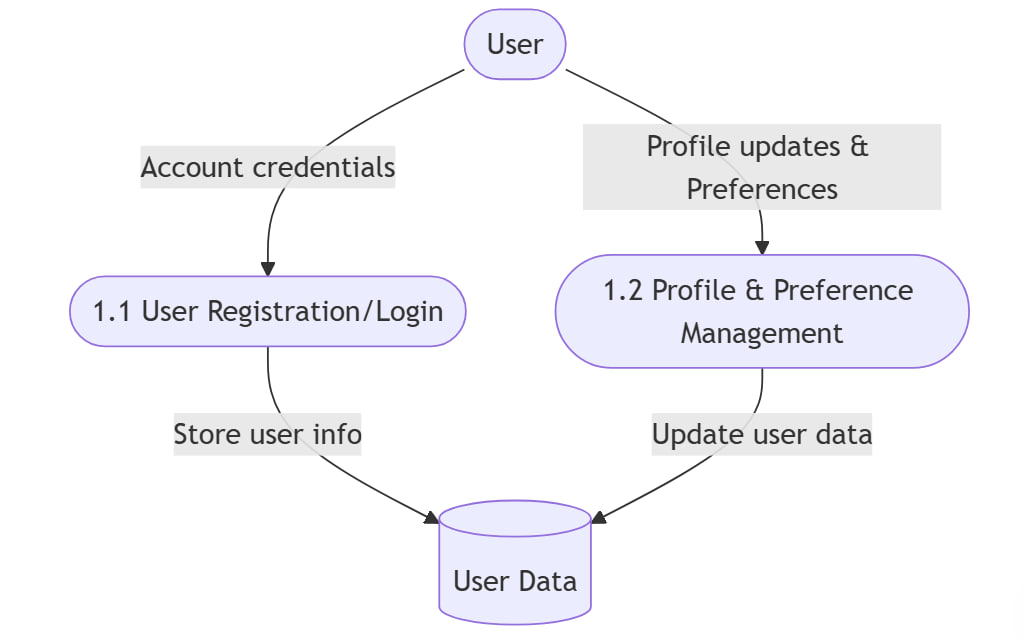 User
Account credentials
Profile updates &
Preferences
1.1 User Registration/Login
1.2 Profile & Preference
Management
Store user info
Update user data
User Data